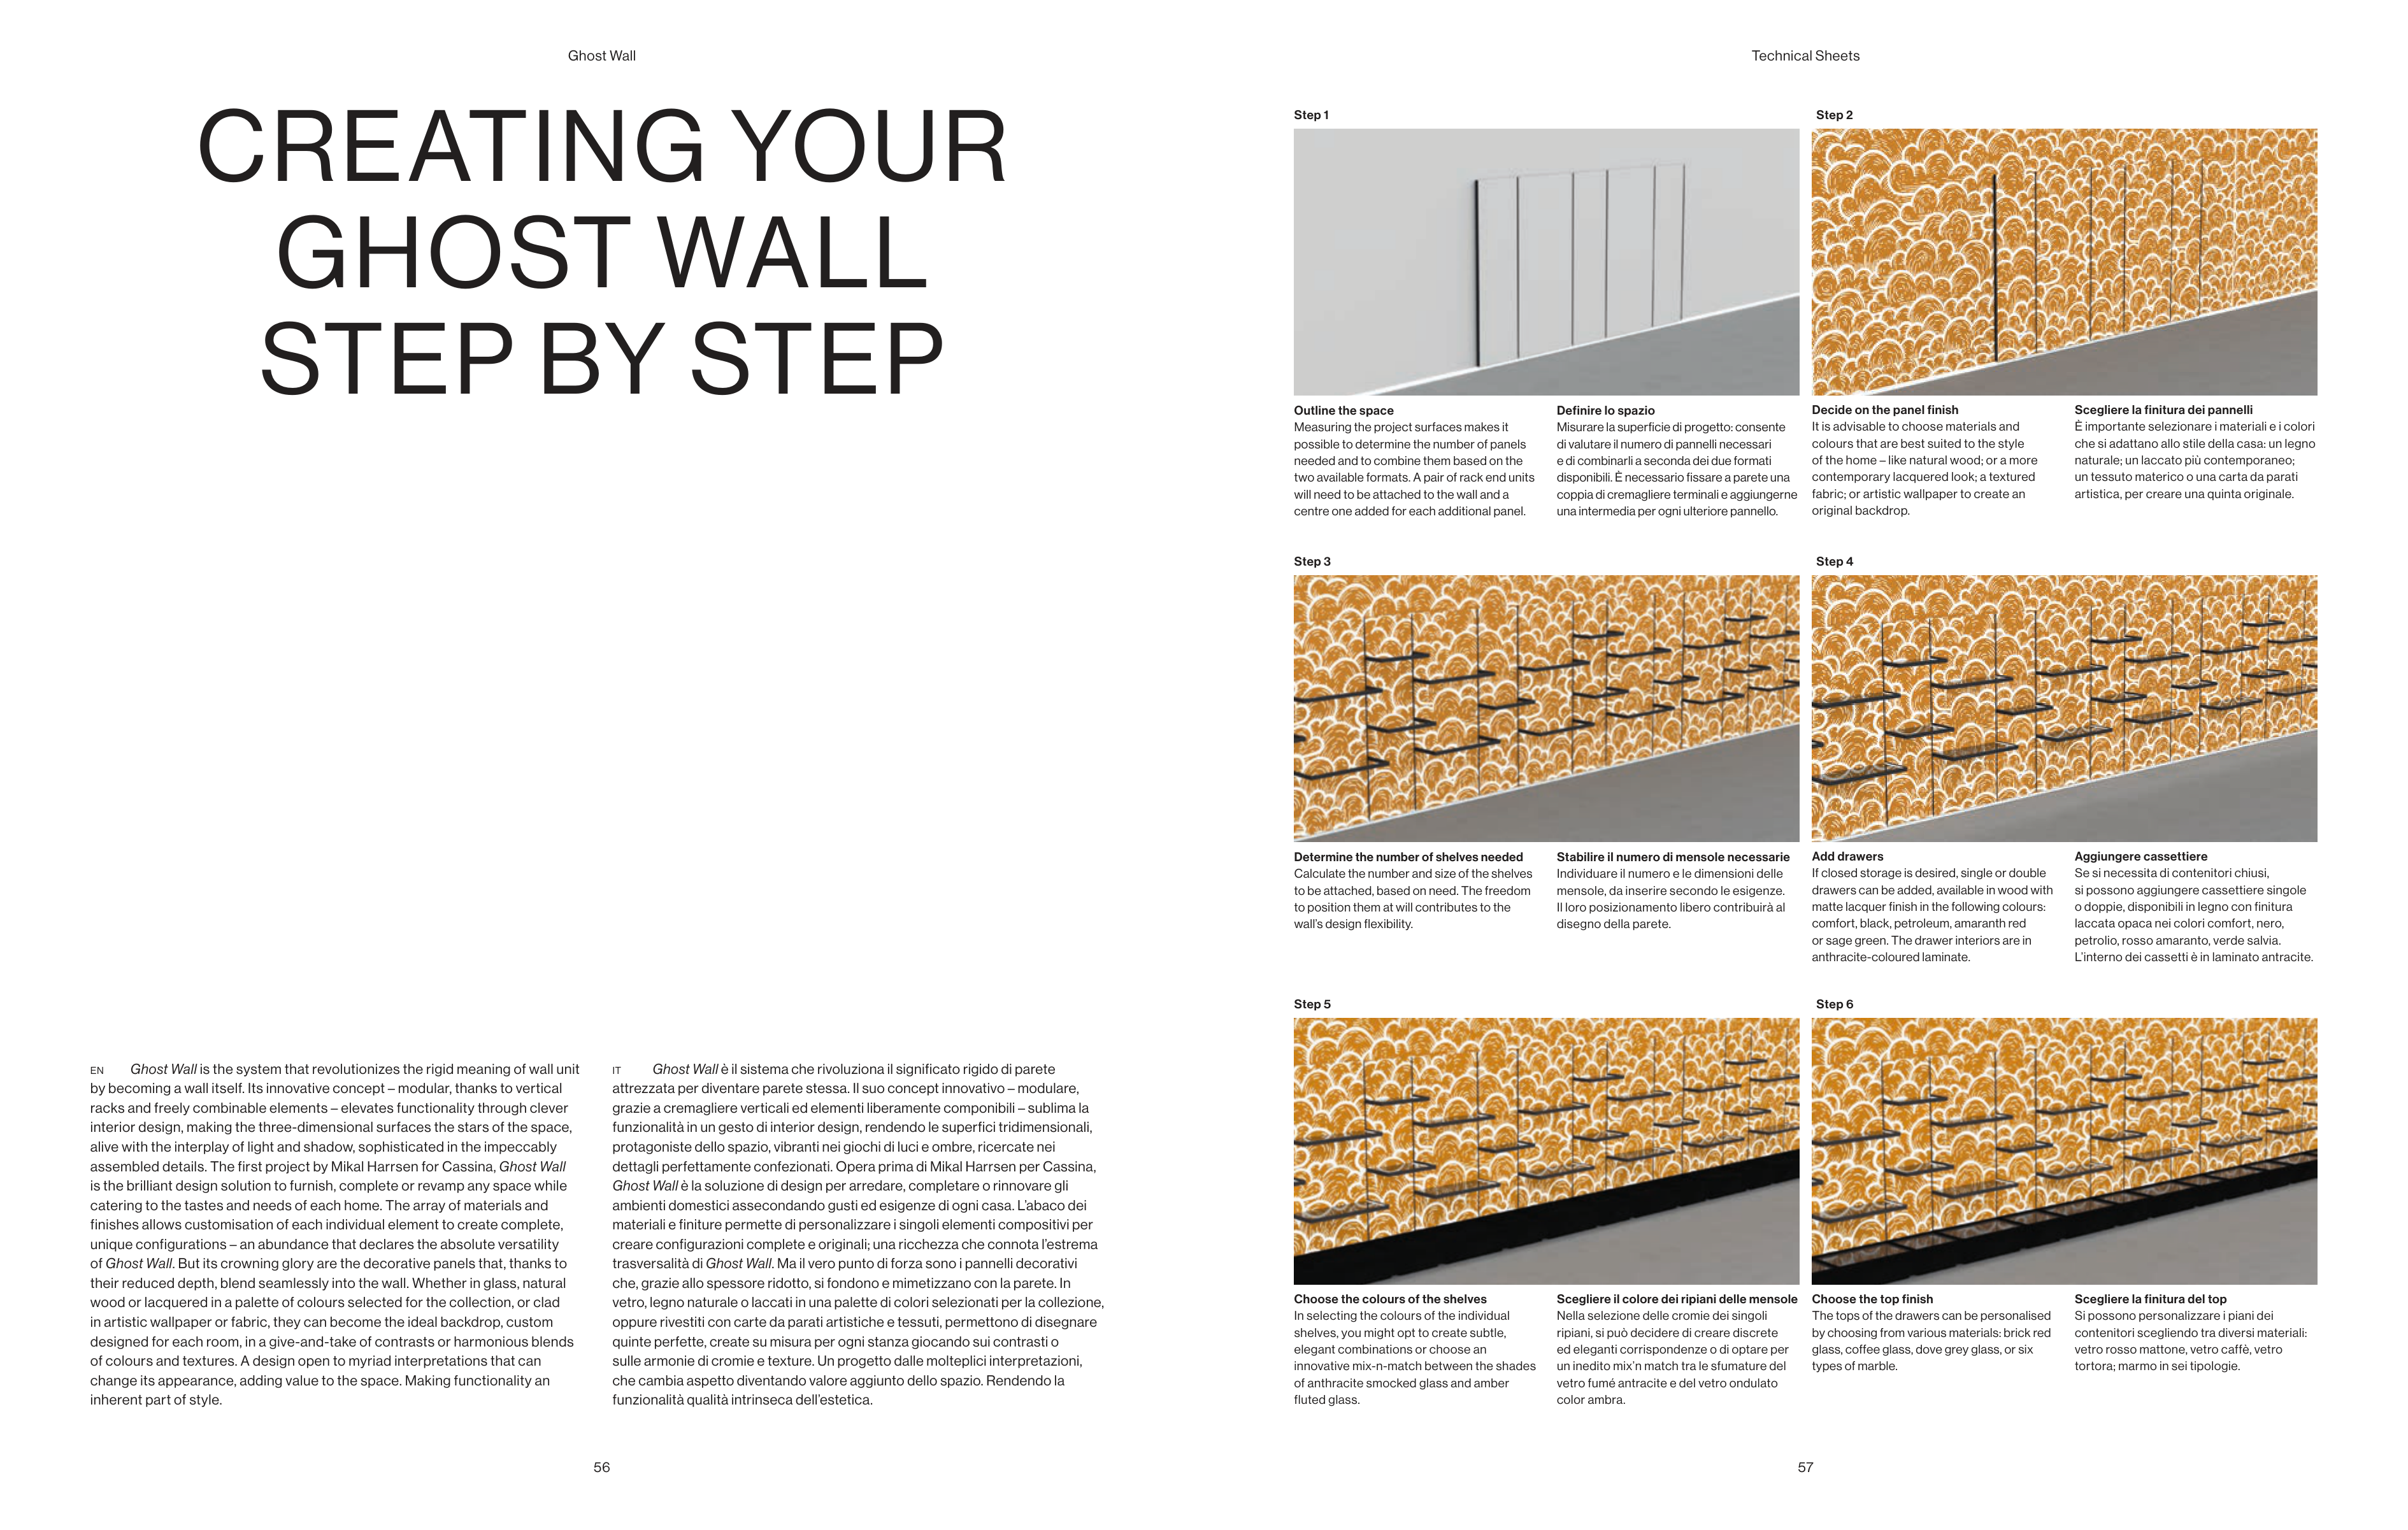 Ghost Wall
CREATING YOUR
GHOST WALL
STEP BY STEP
EN Ghost Wall is the system that revolutionizes the rigid meaning of wall unit
by becoming a wall itself. Its innovative concept – modular, thanks to vertical
racks and freely combinable elements – elevates functionality through clever
interior design, making the three-dimensional surfaces the stars of the space,
alive with the interplay of light and shadow, sophisticated in the impeccably
assembled details. The first project by Mikal Harrsen for Cassina, Ghost Wall
is the brilliant design solution to furnish, complete or revamp any space while
catering to the tastes and needs of each home. The array of materials and
finishes allows customisation of each individual element to create complete,
unique configurations – an abundance that declares the absolute versatility
of Ghost Wall. But its crowning glory are the decorative panels that, thanks to
their reduced depth, blend seamlessly into the wall. Whether in glass, natural
wood or lacquered in a palette of colours selected for the collection, or clad
in artistic wallpaper or fabric, they can become the ideal backdrop, custom
designed for each room, in a give-and-take of contrasts or harmonious blends
of colours and textures. A design open to myriad interpretations that can
change its appearance, adding value to the space. Making functionality an
inherent part of style.
IT Ghost Wall è il sistema che rivoluziona il significato rigido di parete
attrezzata per diventare parete stessa. Il suo concept innovativo – modulare,
grazie a cremagliere verticali ed elementi liberamente componibili – sublima la
funzionalità in un gesto di interior design, rendendo le superfici tridimensionali,
protagoniste dello spazio, vibranti nei giochi di luci e ombre, ricercate nei
dettagli perfettamente confezionati. Opera prima di Mikal Harrsen per Cassina,
Ghost Wall è la soluzione di design per arredare, completare o rinnovare gli
ambienti domestici assecondando gusti ed esigenze di ogni casa. L’abaco dei
materiali e finiture permette di personalizzare i singoli elementi compositivi per
creare configurazioni complete e originali; una ricchezza che connota l’estrema
trasversalità di Ghost Wall. Ma il vero punto di forza sono i pannelli decorativi
che, grazie allo spessore ridotto, si fondono e mimetizzano con la parete. In
vetro, legno naturale o laccati in una palette di colori selezionati per la collezione,
oppure rivestiti con carte da parati artistiche e tessuti, permettono di disegnare
quinte perfette, create su misura per ogni stanza giocando sui contrasti o
sulle armonie di cromie e texture. Un progetto dalle molteplici interpretazioni,
che cambia aspetto diventando valore aggiunto dello spazio. Rendendo la
funzionalità qualità intrinseca dell’estetica.
56
Technical Sheets
Step 1
Outline the space
Measuring the project surfaces makes it
possible to determine the number of panels
needed and to combine them based on the
two available formats. A pair of rack end units
will need to be attached to the wall and a
centre one added for each additional panel.
Definire lo spazio
Misurare la superficie di progetto: consente
di valutare il numero di pannelli necessari
e di combinarli a seconda dei due formati
disponibili. È necessario fissare a parete una
coppia di cremagliere terminali e aggiungerne
una intermedia per ogni ulteriore pannello.
Step 2
Decide on the panel finish
It is advisable to choose materials and
colours that are best suited to the style
of the home – like natural wood; or a more
contemporary lacquered look; a textured
fabric; or artistic wallpaper to create an
original backdrop.
Scegliere la finitura dei pannelli
È importante selezionare i materiali e i colori
che si adattano allo stile della casa: un legno
naturale; un laccato più contemporaneo;
un tessuto materico o una carta da parati
artistica, per creare una quinta originale.
Step 3
Determine the number of shelves needed
Calculate the number and size of the shelves
to be attached, based on need. The freedom
to position them at will contributes to the
wall’s design flexibility.
Stabilire il numero di mensole necessarie
Individuare il numero e le dimensioni delle
mensole, da inserire secondo le esigenze.
Il loro posizionamento libero contribuirà al
disegno della parete.
Step 4
Add drawers
If closed storage is desired, single or double
drawers can be added, available in wood with
matte lacquer finish in the following colours:
comfort, black, petroleum, amaranth red
or sage green. The drawer interiors are in
anthracite-coloured laminate.
Aggiungere cassettiere
Se si necessita di contenitori chiusi,
si possono aggiungere cassettiere singole
o doppie, disponibili in legno con finitura
laccata opaca nei colori comfort, nero,
petrolio, rosso amaranto, verde salvia.
L’interno dei cassetti è in laminato antracite.
Step 5
Choose the colours of the shelves
In selecting the colours of the individual
shelves, you might opt to create subtle,
elegant combinations or choose an
innovative mix-n-match between the shades
of anthracite smocked glass and amber
fluted glass.
Scegliere il colore dei ripiani delle mensole
Nella selezione delle cromie dei singoli
ripiani, si può decidere di creare discrete
ed eleganti corrispondenze o di optare per
un inedito mix’n match tra le sfumature del
vetro fumé antracite e del vetro ondulato
color ambra.
Step 6
Choose the top finish
The tops of the drawers can be personalised
by choosing from various materials: brick red
glass, coffee glass, dove grey glass, or six
types of marble.
Scegliere la finitura del top
Si possono personalizzare i piani dei
contenitori scegliendo tra diversi materiali:
vetro rosso mattone, vetro caffè, vetro
tortora; marmo in sei tipologie.
57